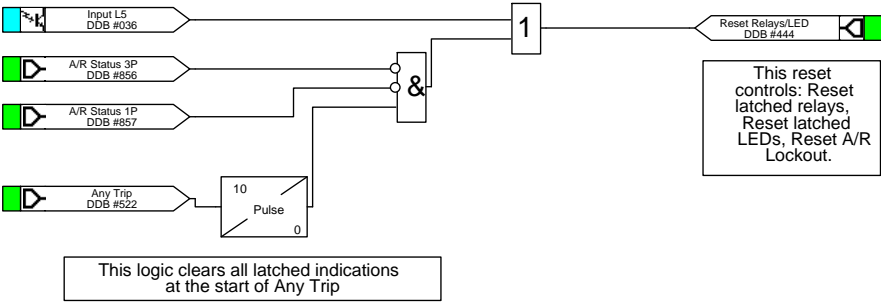 Input L5
DDB #036
A/R Status 3P
DDB #856
A/R Status 1P
DDB #857
Any Trip
DDB #522
10
Pulse
0
&
1
Reset Relays/LED
DDB #444
This reset
controls: Reset
latched relays,
Reset latched
LEDs, Reset A/R
Lockout.
This logic clears all latched indications
at the start of Any Trip